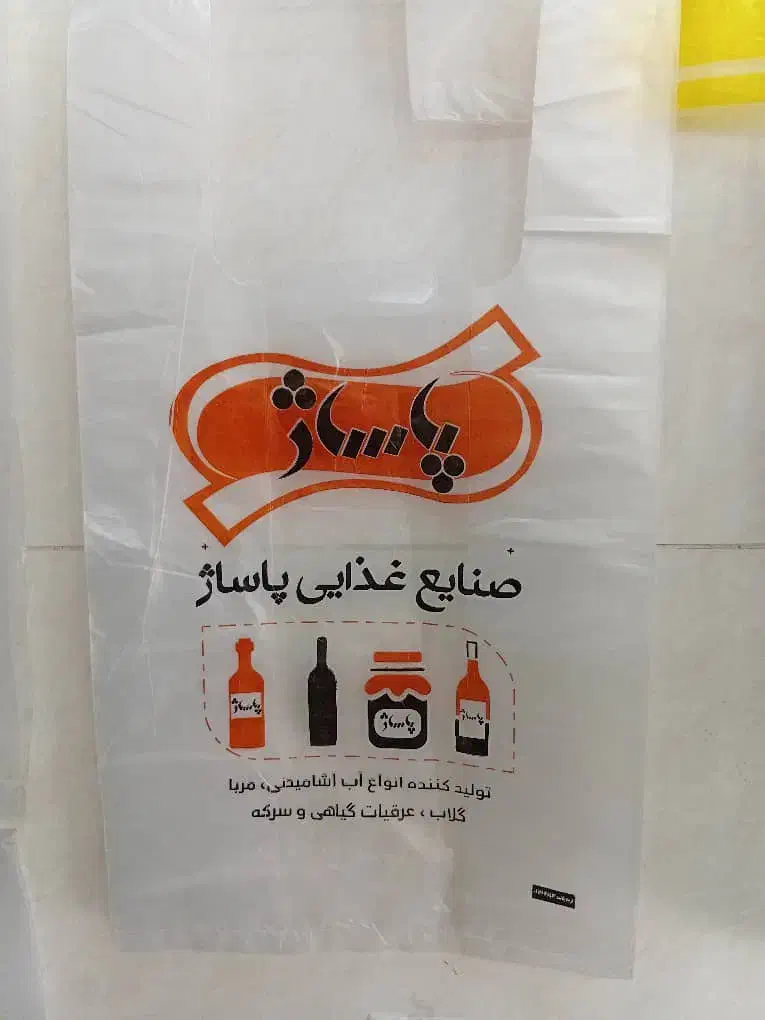 پاساژ
صنایع غذایی پاساژ
پاساژ
پاساژ
پاساژ
تولید کننده انواع آب آشامیدنی، مربا
گلاب ، عرقیات گیاهی و سرکه